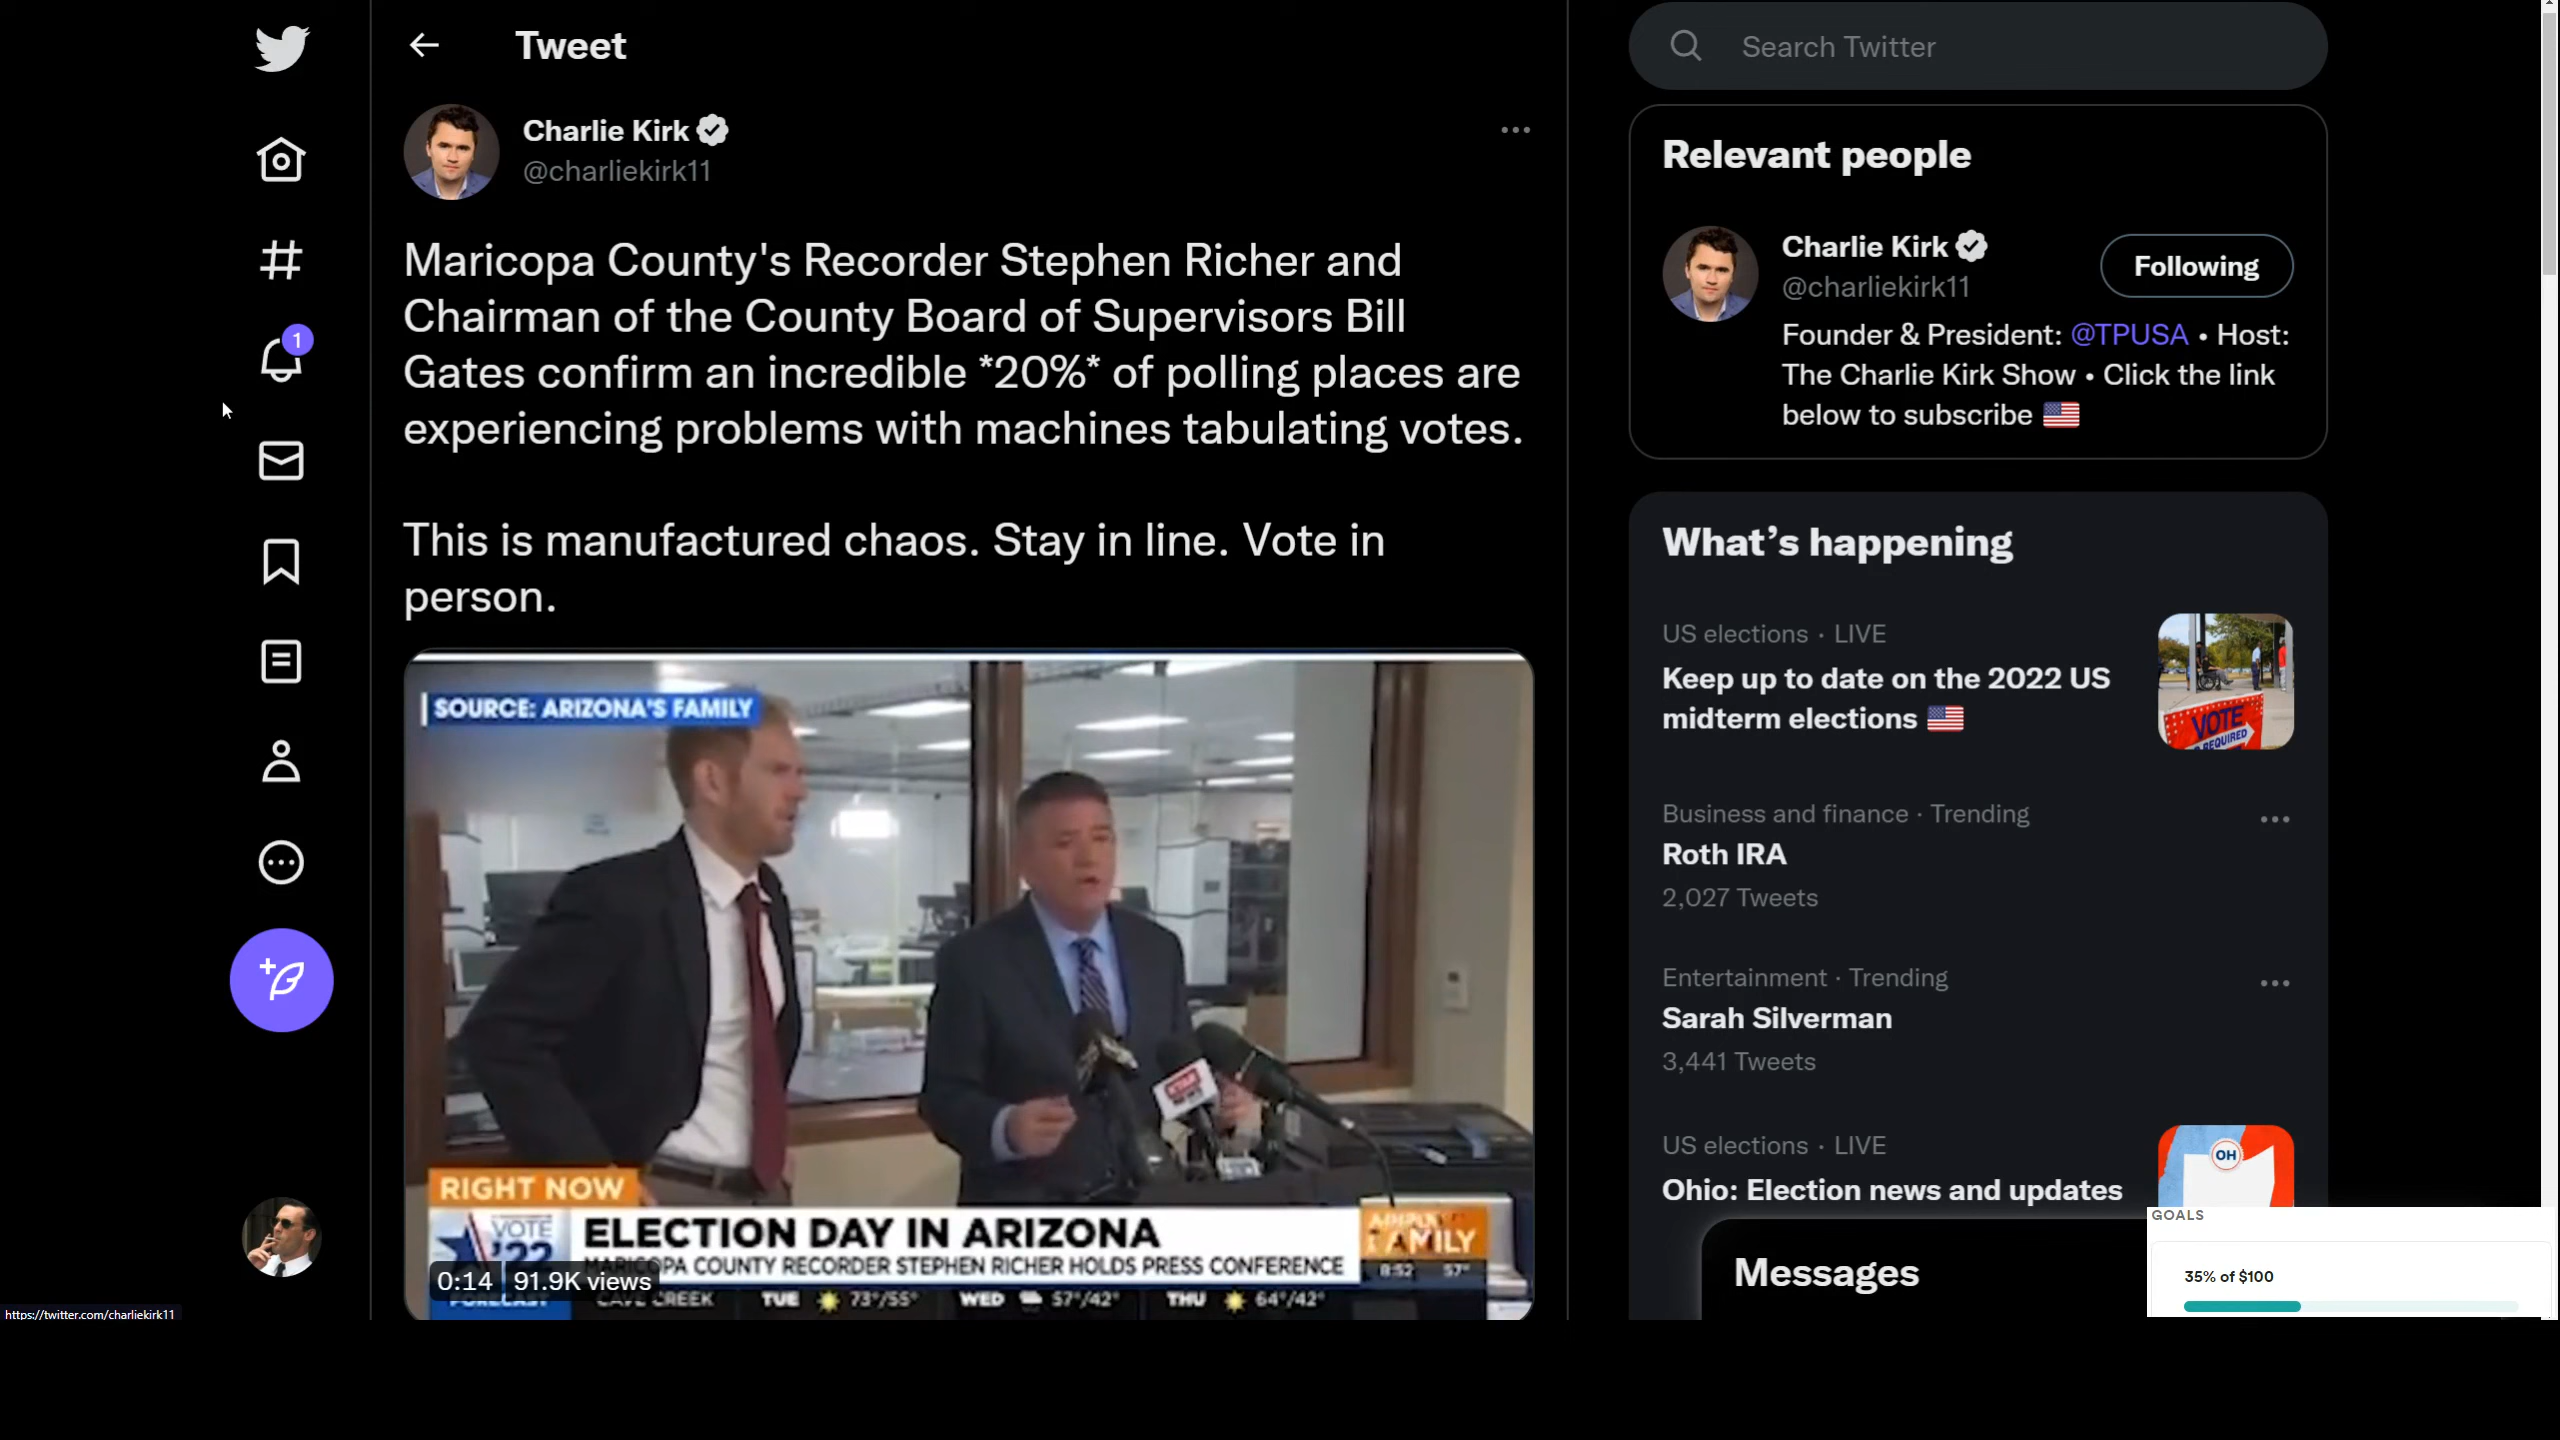 Tweet
Charlie Kirk
@charliekirk11
Maricopa County's Recorder Stephen Richer and
Chairman of the County Board of Supervisors Bill
Gates confirm an incredible *20%* of polling places are
experiencing problems with machines tabulating votes.
This is manufactured chaos. Stay in line. Vote in
person.
SOURCE: ARIZONA'S FAMILY
RIGHT NOW
VOTE
'22
ELECTION DAY IN ARIZONA
MARICOPA COUNTY RECORDER STEPHEN RICHER HOLDS PRESS CONFERENCE
FAMILY
8:52 57°
0:14 91.9K views
FORECAST
CAVE CREEK TUE 73°/55° WED 57°/42° THU 64°/42°
1
https://twitter.com/charliekirk11
Search Twitter
Relevant people
Charlie Kirk
@charliekirk11
Following
Founder & President: @TPUSA • Host:
The Charlie Kirk Show • Click the link
below to subscribe
What's happening
US elections · LIVE
Keep up to date on the 2022 US
midterm elections
VOTE
REQUIRED
Business and finance · Trending
Roth IRA
2,027 Tweets
Entertainment · Trending
Sarah Silverman
3,441 Tweets
US elections · LIVE
Ohio: Election news and updates
OH
Messages
GOALS
35% of $100